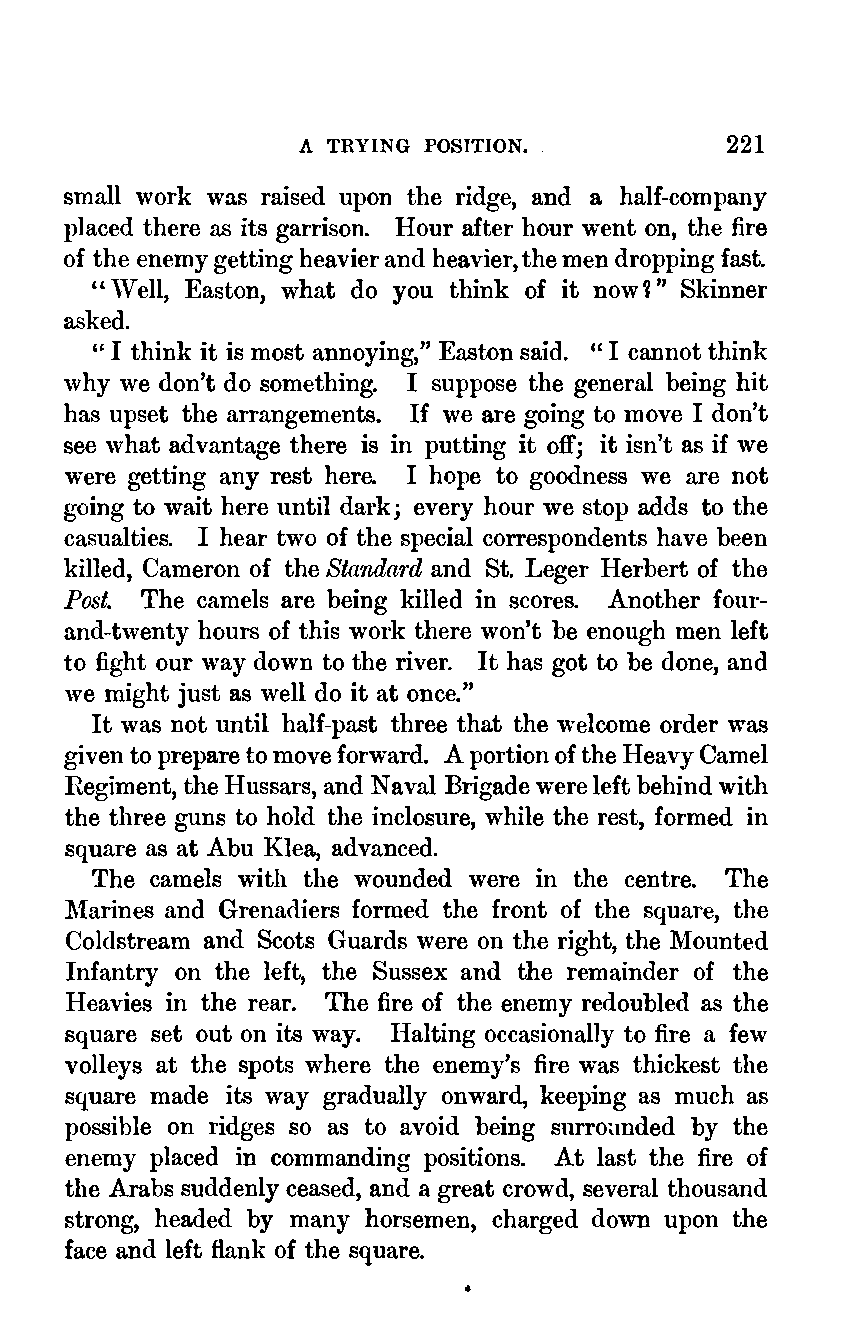 A TRYING POSITION. 221
small work was raised upon the ridge, and a half-company
placed there as its garrison. Hour after hour went on, the fire
of the enemy getting heavier and heavier, the men dropping fast.
"Well, Easton, what do you think of it now?" Skinner
asked.
"I think it is most annoying," Easton said. "I cannot think
why we don't do something. I suppose the general being hit
has upset the arrangements. If we are going to move I don't
see what advantage there is in putting it off; it isn't as if we
were getting any rest here. I hope to goodness we are not
going to wait here until dark; every hour we stop adds to the
casualties. I hear two of the special correspondents have been
killed, Cameron of the Standard and St. Leger Herbert of the
Post. The camels are being killed in scores. Another four-
and-twenty hours of this work there won't be enough men left
to fight our way down to the river. It has got to be done, and
we might just as well do it at once."
It was not until half-past three that the welcome order was
given to prepare to move forward. A portion of the Heavy Camel
Regiment, the Hussars, and Naval Brigade were left behind with
the three guns to hold the inclosure, while the rest, formed in
square as at Abu Klea, advanced.
The camels with the wounded were in the centre. The
Marines and Grenadiers formed the front of the square, the
Coldstream and Scots Guards were on the right, the Mounted
Infantry on the left, the Sussex and the remainder of the
Heavies in the rear. The fire of the enemy redoubled as the
square set out on its way. Halting occasionally to fire a few
volleys at the spots where the enemy's fire was thickest the
square made its way gradually onward, keeping as much as
possible on ridges so as to avoid being surrounded by the
enemy placed in commanding positions. At last the fire of
the Arabs suddenly ceased, and a great crowd, several thousand
strong, headed by many horsemen, charged down upon the
face and left flank of the square.